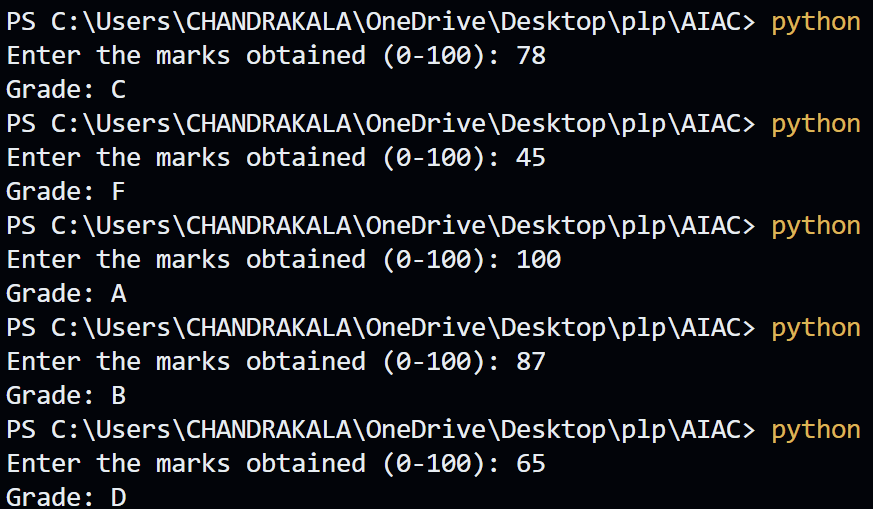 PS C:\Users\CHANDRAKALA\OneDrive\Desktop\plp\AIAC> python
Enter the marks obtained (0-100): 78
Grade: C
PS C:\Users\CHANDRAKALA\OneDrive\Desktop\plp\AIAC> python
Enter the marks obtained (0-100): 45
Grade: F
PS C:\Users\CHANDRAKALA\OneDrive\Desktop\plp\AIAC> python
Enter the marks obtained (0-100): 100
Grade: A
PS C:\Users\CHANDRAKALA\OneDrive\Desktop\plp\AIAC> python
Enter the marks obtained (0-100): 87
Grade: B
PS C:\Users\CHANDRAKALA\OneDrive\Desktop\plp\AIAC> python
Enter the marks obtained (0-100): 65
Grade: D